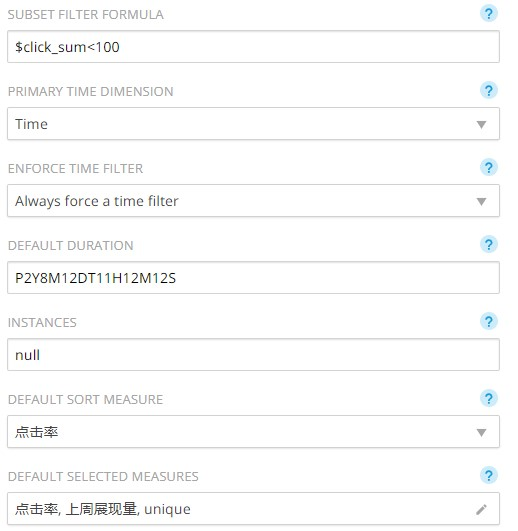 SUBSET FILTER FORMULA ?
$click_sum<100
PRIMARY TIME DIMENSION ?
Time
ENFORCE TIME FILTER ?
Always force a time filter
DEFAULT DURATION ?
P2Y8M12DT11H12M12S
INSTANCES ?
null
DEFAULT SORT MEASURE ?
点击率
DEFAULT SELECTED MEASURES ?
点击率, 上周展现量, unique